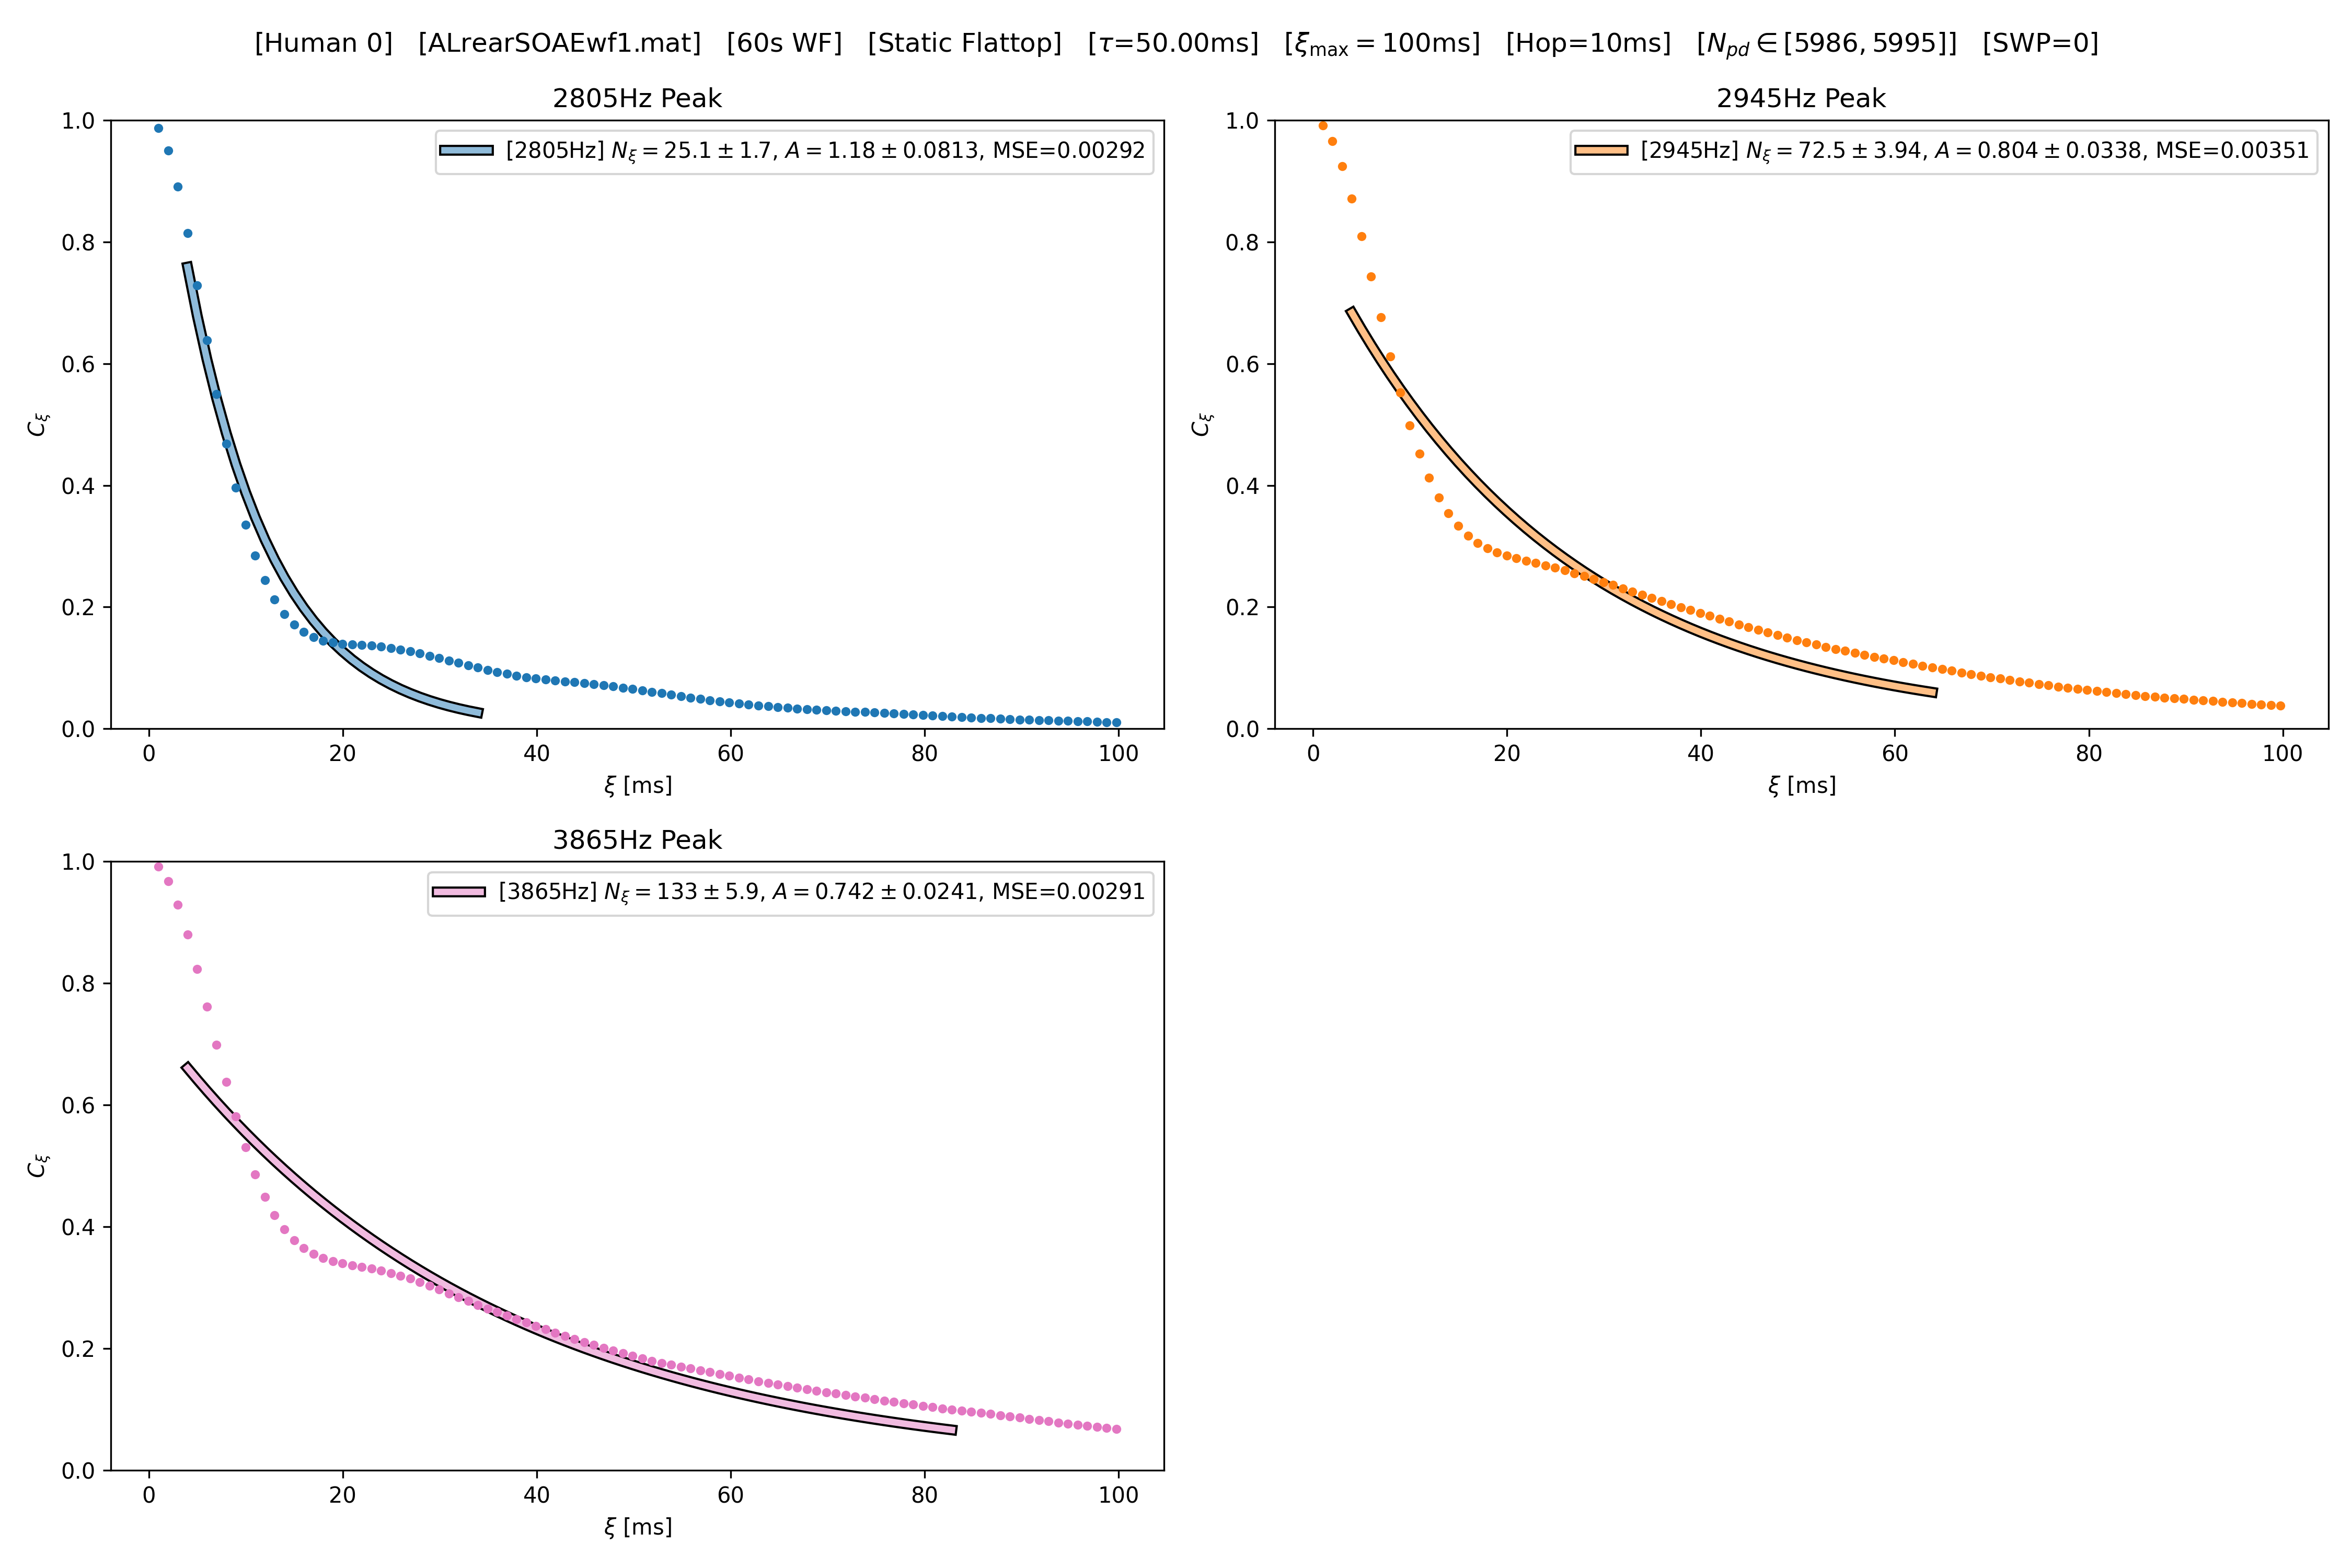 [Human 0] [ALrearSOAEwf1.mat] [60s WF] [Static Flattop] [τ=50.00ms] [ξmax = 100ms] [Hop=10ms] [Npd ∈ [5986, 5995]] [SWP=0]
2805Hz Peak
1.0
0.8
0.6
0.4
0.2
0.0
Cξ
[2805Hz] Nξ = 25.1 ± 1.7, A = 1.18 ± 0.0813, MSE=0.00292
0 20 40 60 80 100
ξ [ms]
2945Hz Peak
1.0
0.8
0.6
0.4
0.2
0.0
Cξ
[2945Hz] Nξ = 72.5 ± 3.94, A = 0.804 ± 0.0338, MSE=0.00351
0 20 40 60 80 100
ξ [ms]
3865Hz Peak
1.0
0.8
0.6
0.4
0.2
0.0
Cξ
[3865Hz] Nξ = 133 ± 5.9, A = 0.742 ± 0.0241, MSE=0.00291
0 20 40 60 80 100
ξ [ms]